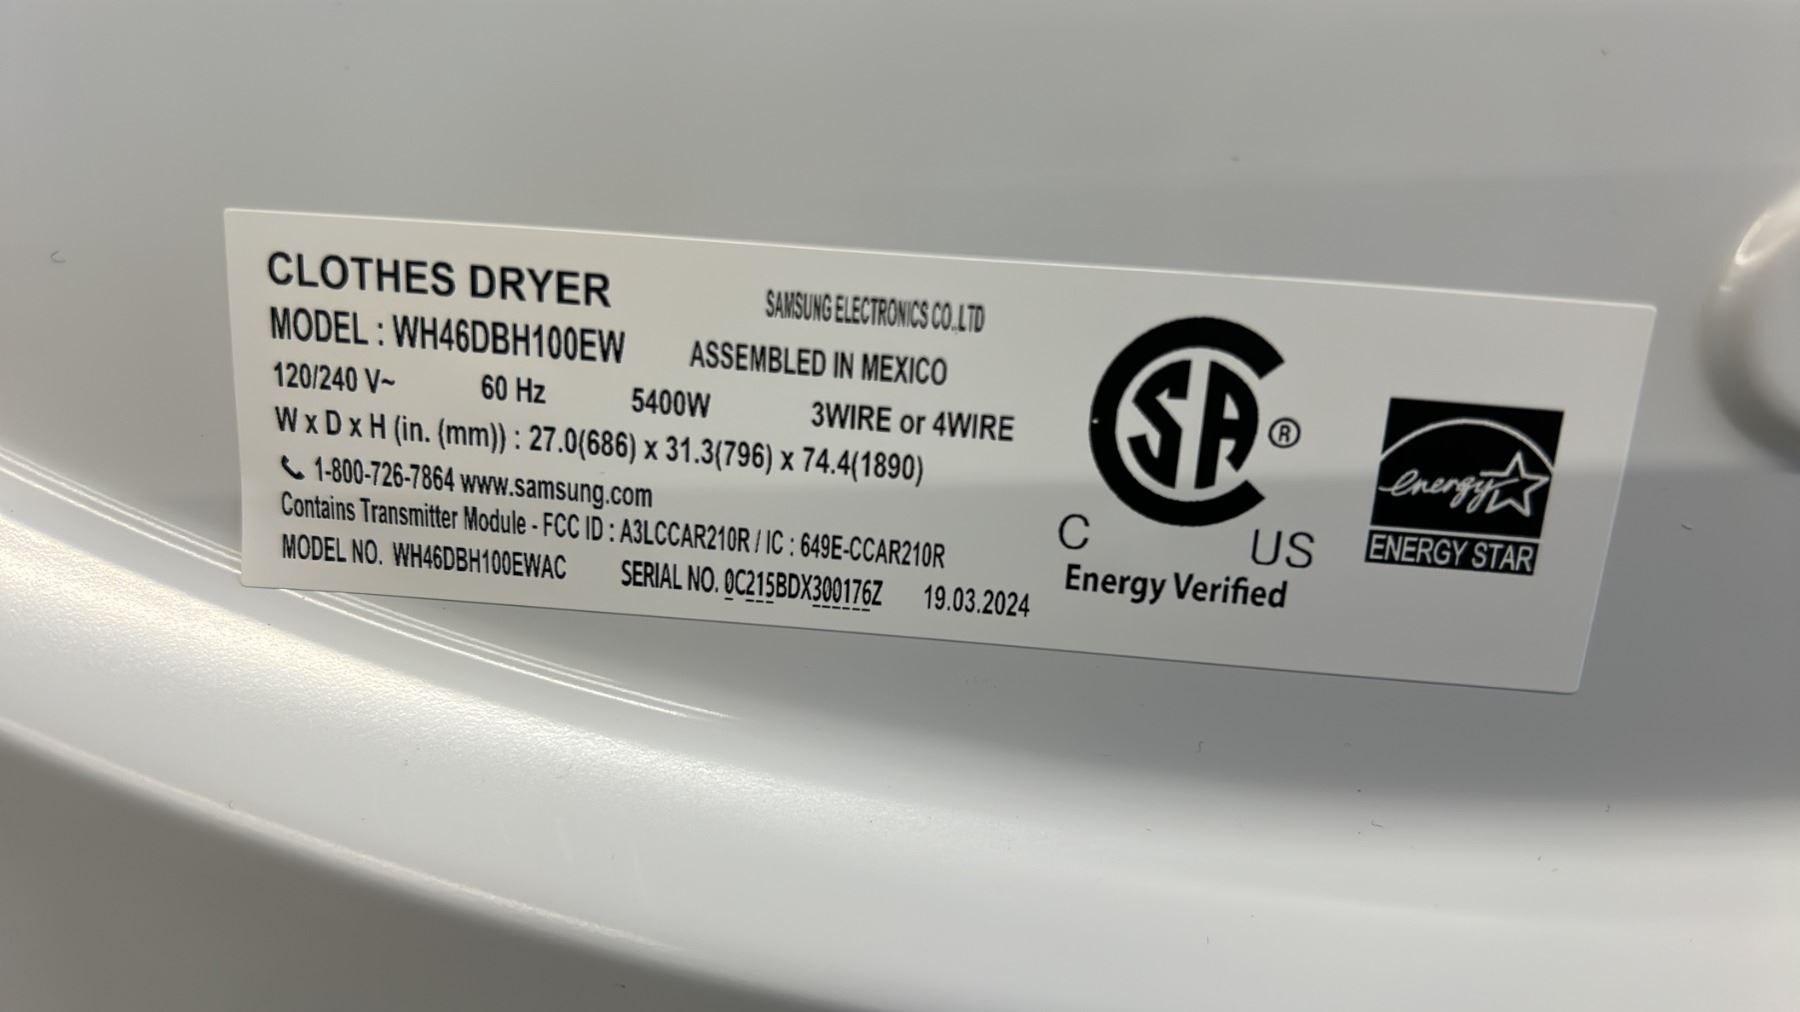 CLOTHES DRYER
SAMSUNG ELECTRONICS CO.,LTD
MODEL : WH46DBH100EW
ASSEMBLED IN MEXICO
120/240 V~ 60 Hz 5400W 3WIRE or 4WIRE
W x D x H (in. (mm)) : 27.0(686) x 31.3(796) x 74.4(1890)
1-800-726-7864 www.samsung.com
Contains Transmitter Module - FCC ID : A3LCCAR210R / IC : 649E-CCAR210R
MODEL NO. WH46DBH100EWAC SERIAL NO. 0C215BDX300176Z 19.03.2024
CSA ®
C US
Energy Verified
energy
ENERGY STAR